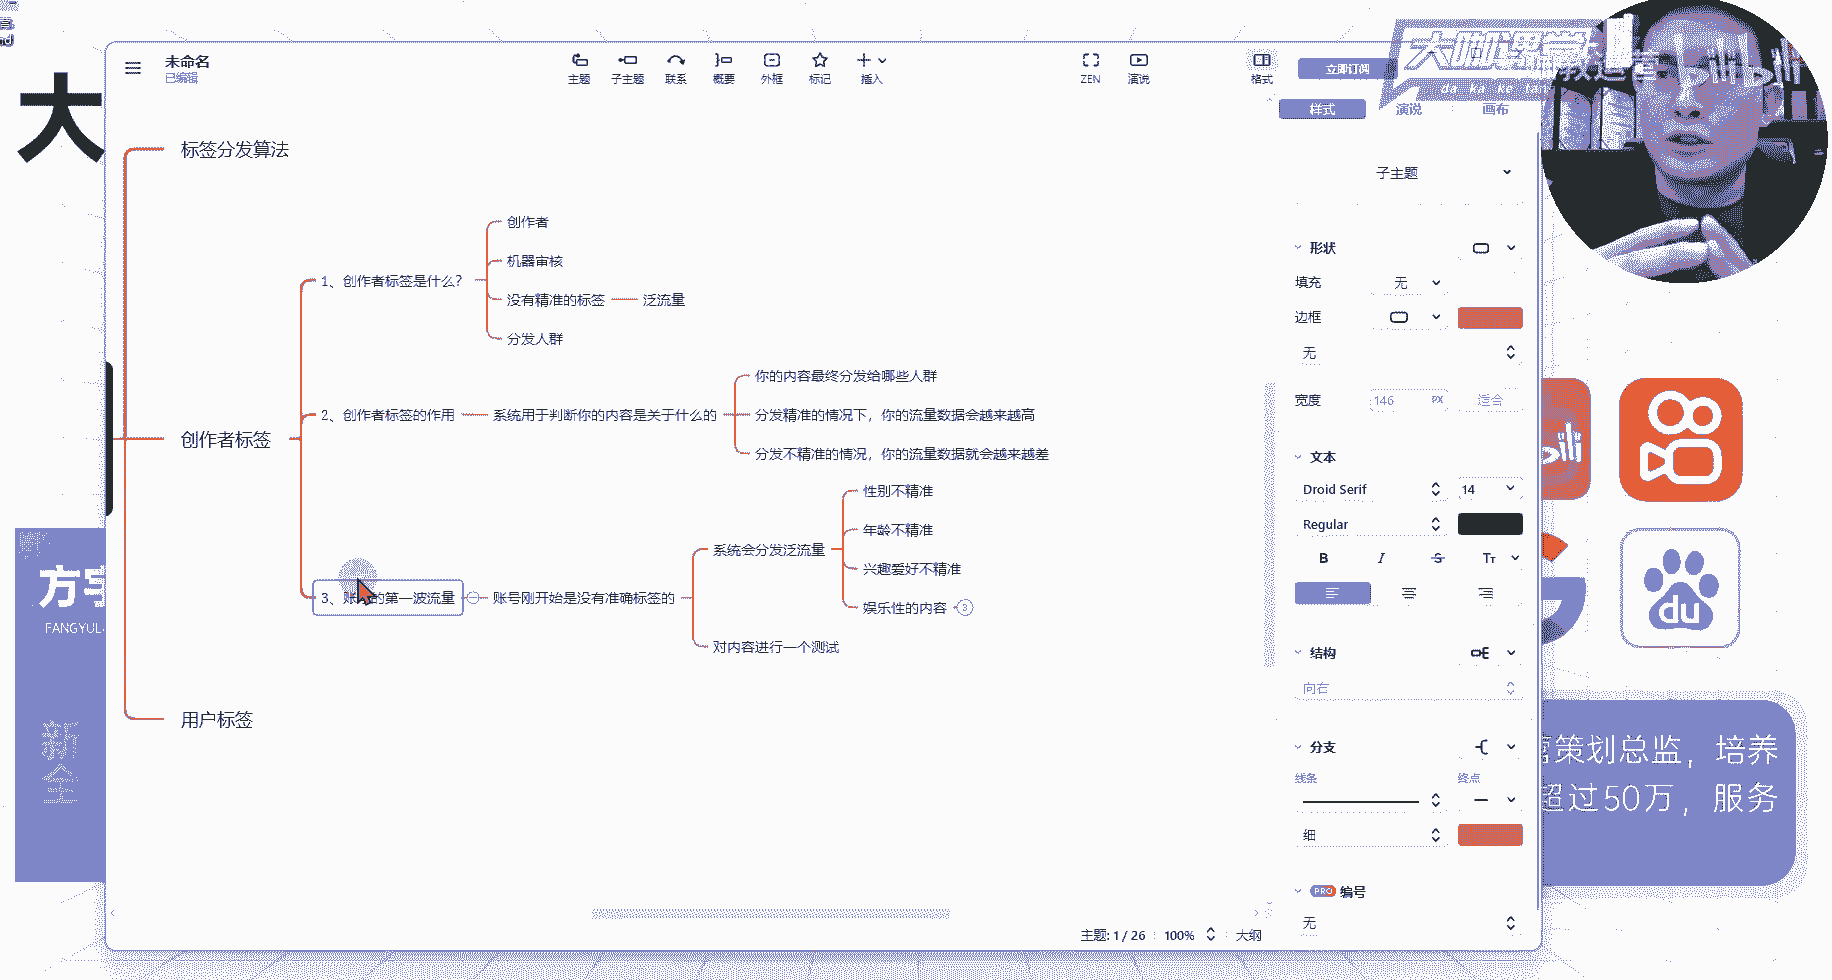 大
未命名
已编辑
主题
子主题
联系
概要
外框
标记
插入
ZEN
演说
格式
立即订阅
大咖课堂
da ka ke tang
bilibili
样式
演说
画布
标签分发算法
创作者标签
用户标签
1、创作者标签是什么?
创作者
机器审核
没有精准的标签
泛流量
分发人群
2、创作者标签的作用
系统用于判断你的内容是关于什么的
你的内容最终分发给哪些人群
分发精准的情况下，你的流量数据会越来越高
分发不精准的情况，你的流量数据就会越来越差
3、账号的第一波流量
账号刚开始是没有准确标签的
系统会分发泛流量
性别不精准
年龄不精准
兴趣爱好不精准
娱乐性的内容
3
对内容进行一个测试
子主题
形状
填充
无
边框
无
宽度
146
PX
适合
文本
Droid Serif
14
Regular
B
I
S
TT
结构
向右
分支
线条
终点
细
PRO 编号
无
主题: 1 / 26
100%
大纲
方宇
FANGYU
新
全
du
营策划总监，培养
超过50万，服务